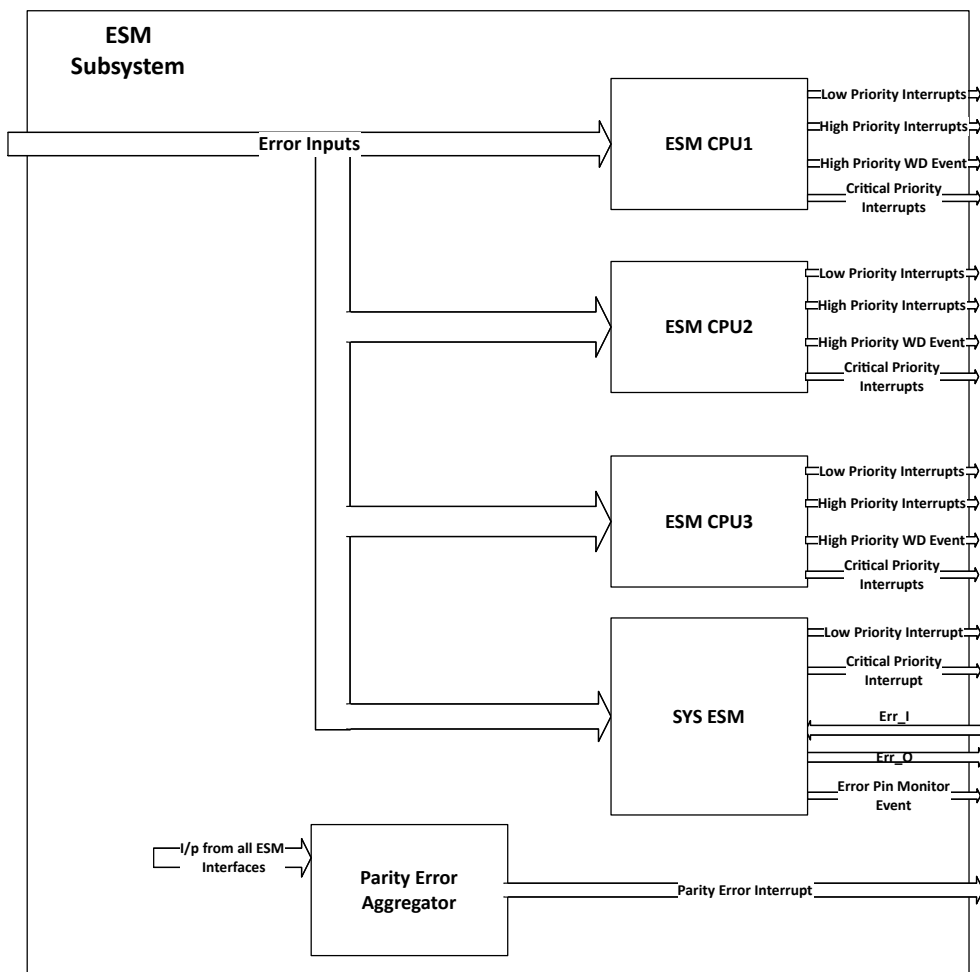 ESM
Subsystem
Error Inputs
ESM CPU1
Low Priority Interrupts
High Priority Interrupts
High Priority WD Event
Critical Priority
Interrupts
ESM CPU2
Low Priority Interrupts
High Priority Interrupts
High Priority WD Event
Critical Priority
Interrupts
ESM CPU3
Low Priority Interrupts
High Priority Interrupts
High Priority WD Event
Critical Priority
Interrupts
SYS ESM
Low Priority Interrupt
Critical Priority
Interrupt
Err_I
Err_O
Error Pin Monitor
Event
I/p from all ESM
Interfaces
Parity Error
Aggregator
Parity Error Interrupt